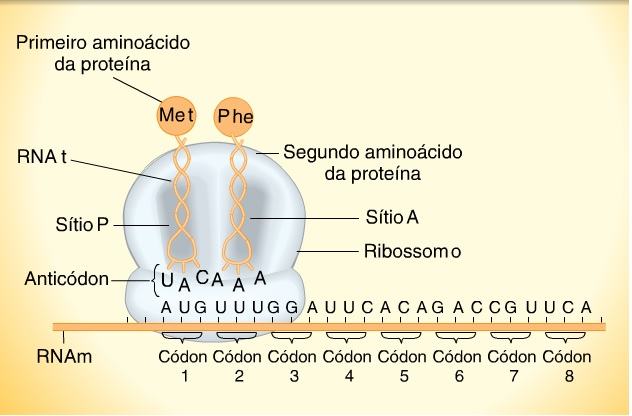 Primeiro aminoácido
da proteína
Met Phe
RNA t
Segundo aminoácido
da proteína
Sítio P
Sítio A
Ribossomo
Anticódon
U A C A A A
A U G U U U G G A U U C A C A G A C C G U U C A
RNAm
Códon Códon Códon Códon Códon Códon Códon Códon
1 2 3 4 5 6 7 8